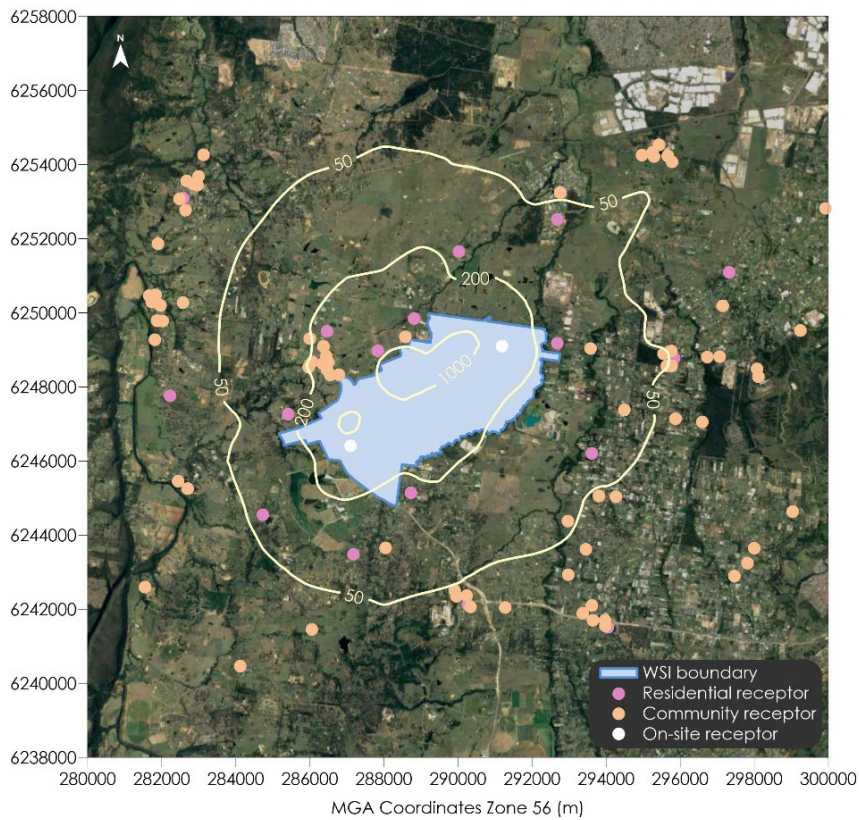 6258000
6256000
6254000
6252000
6250000
6248000
6246000
6244000
6242000
6240000
6238000
N
50
50
200
1000
50
200
50
50
WSI boundary
Residential receptor
Community receptor
On-site receptor
280000 282000 284000 286000 288000 290000 292000 294000 296000 298000 300000
MGA Coordinates Zone 56 (m)